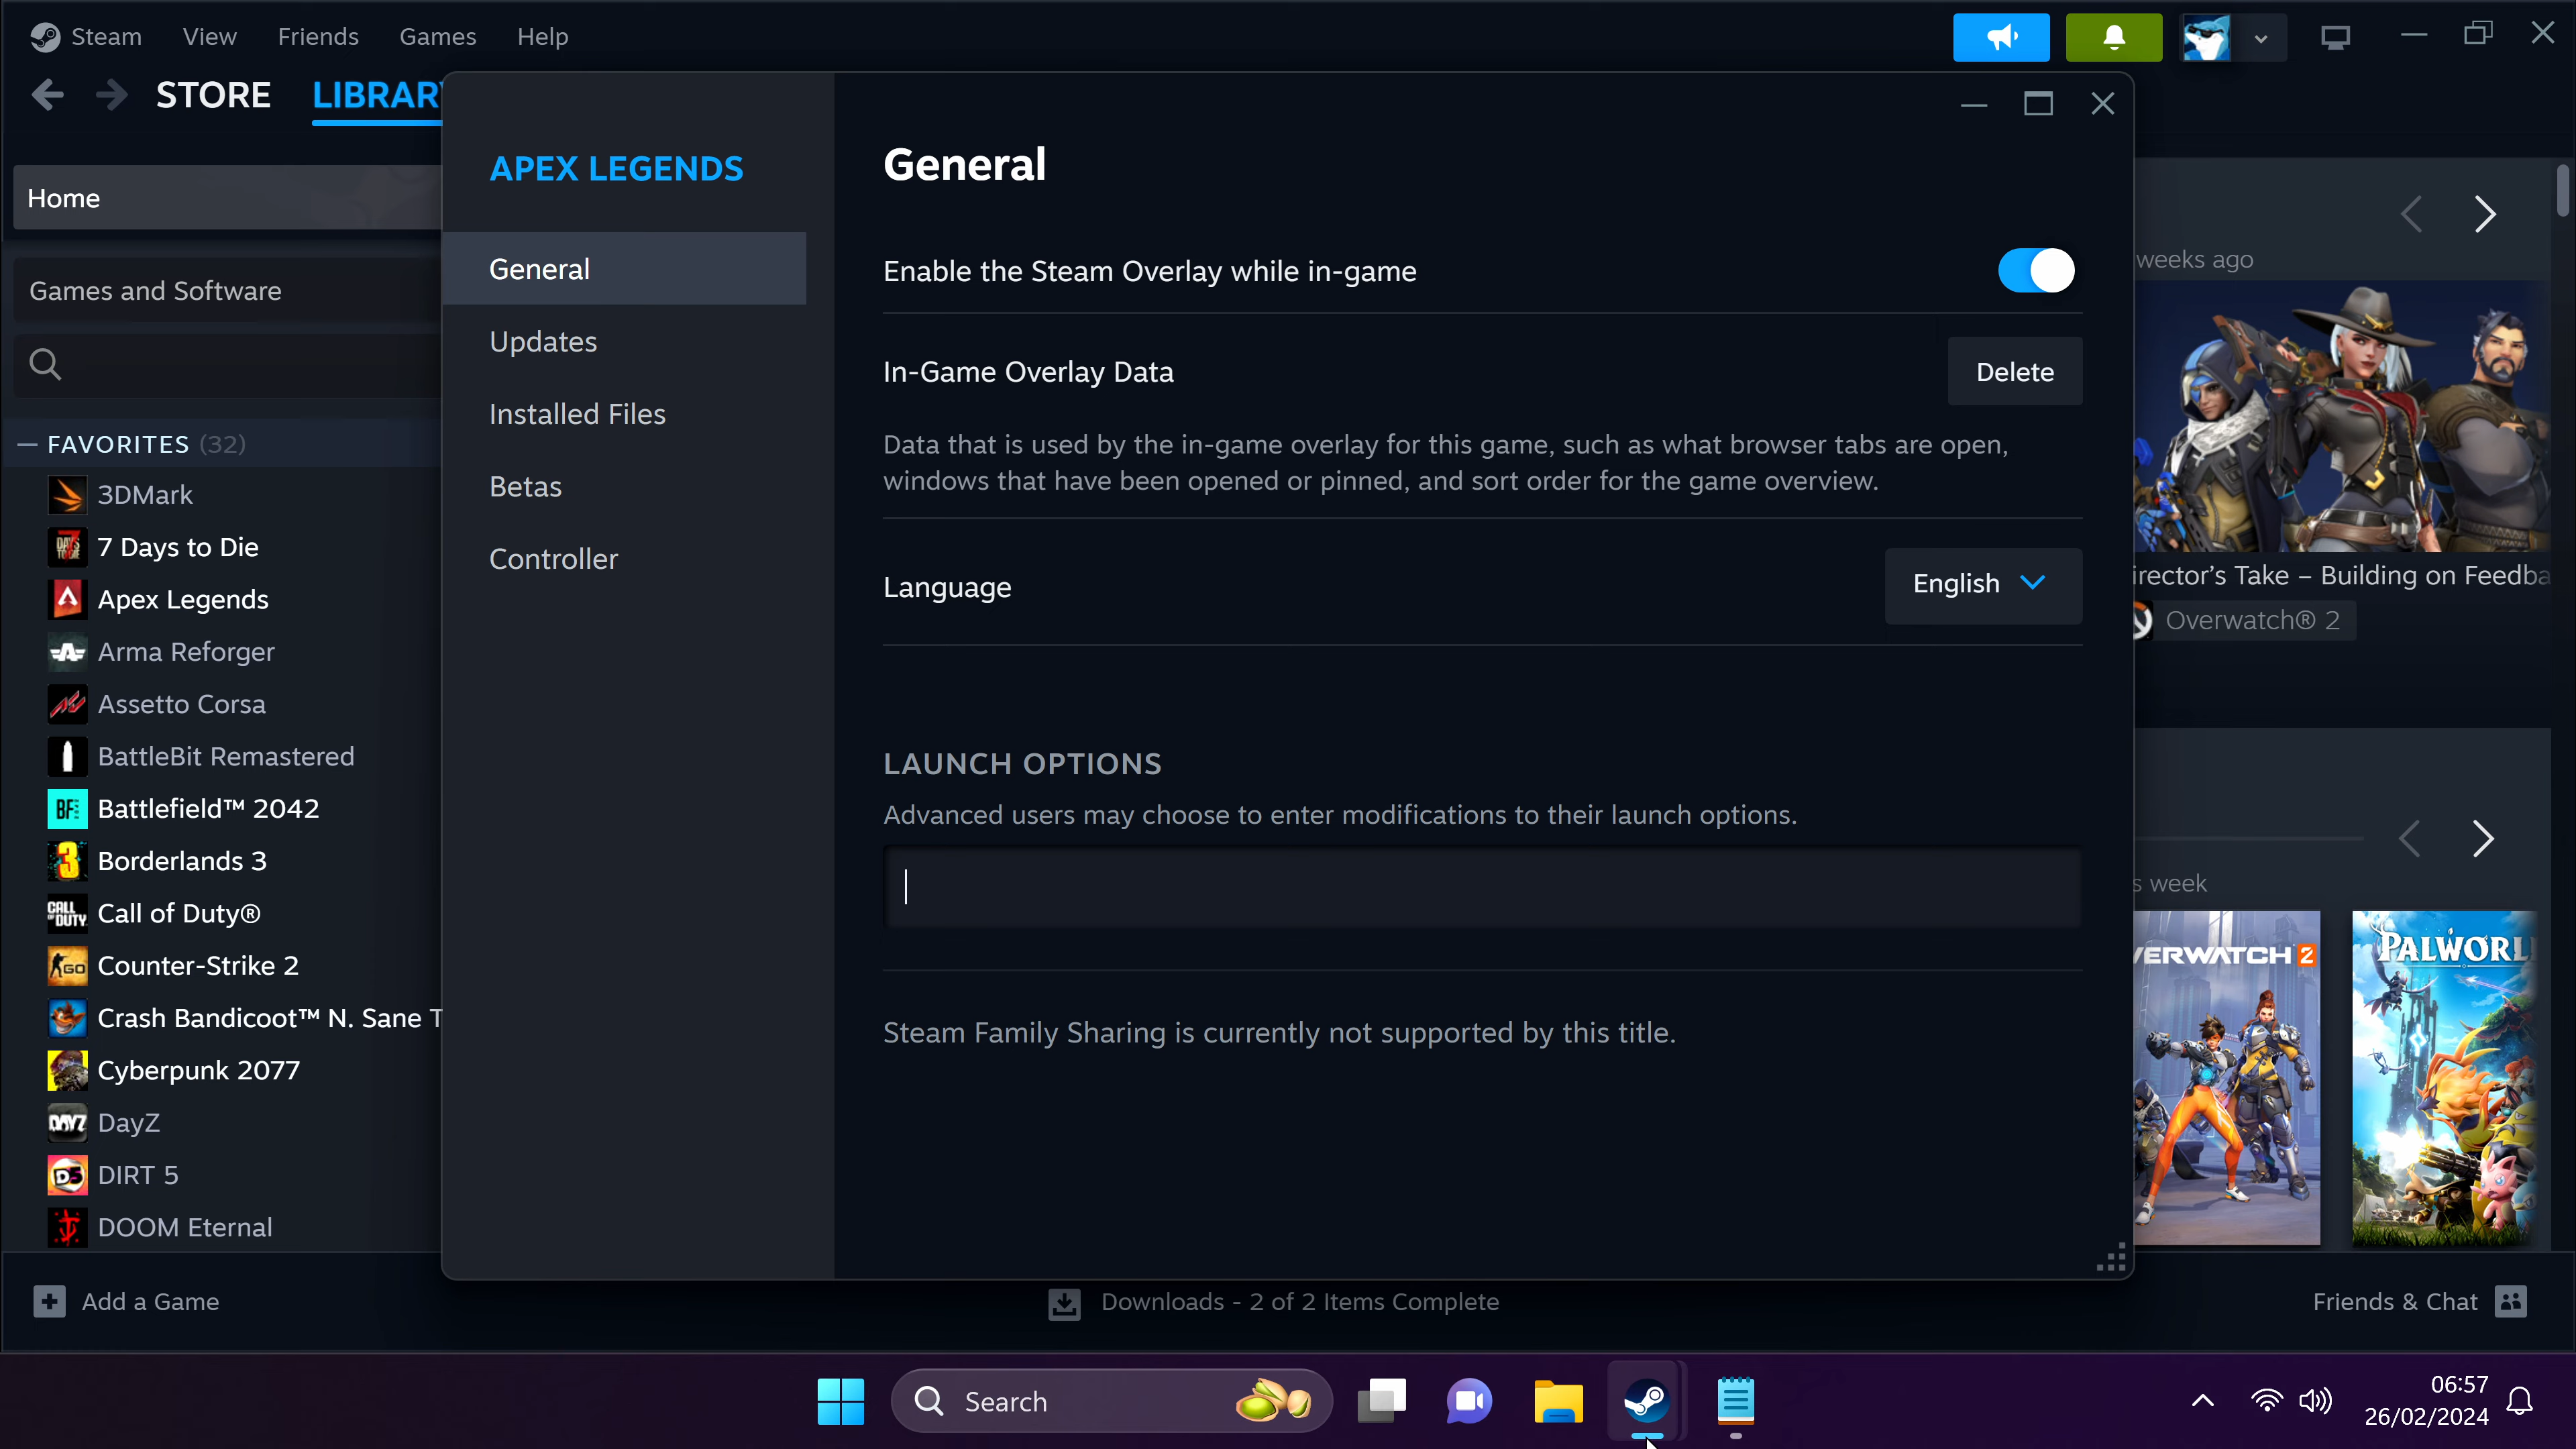 Steam View Friends Games Help
STORE LIBRARY
Home
Games and Software
FAVORITES (32)
3DMark
7 Days to Die
Apex Legends
Arma Reforger
Assetto Corsa
BattleBit Remastered
Battlefield™ 2042
Borderlands 3
Call of Duty®
Counter-Strike 2
Crash Bandicoot™ N. Sane T
Cyberpunk 2077
DayZ
DIRT 5
DOOM Eternal
APEX LEGENDS
General
Updates
Installed Files
Betas
Controller
General
Enable the Steam Overlay while in-game
In-Game Overlay Data
Delete
Data that is used by the in-game overlay for this game, such as what browser tabs are open,
windows that have been opened or pinned, and sort order for the game overview.
Language
English
LAUNCH OPTIONS
Advanced users may choose to enter modifications to their launch options.
Steam Family Sharing is currently not supported by this title.
weeks ago
irector's Take – Building on Feedba
Overwatch® 2
s week
VERWATCH 2
PALWORL
Add a Game
Downloads - 2 of 2 Items Complete
Friends & Chat
Search
06:57
26/02/2024